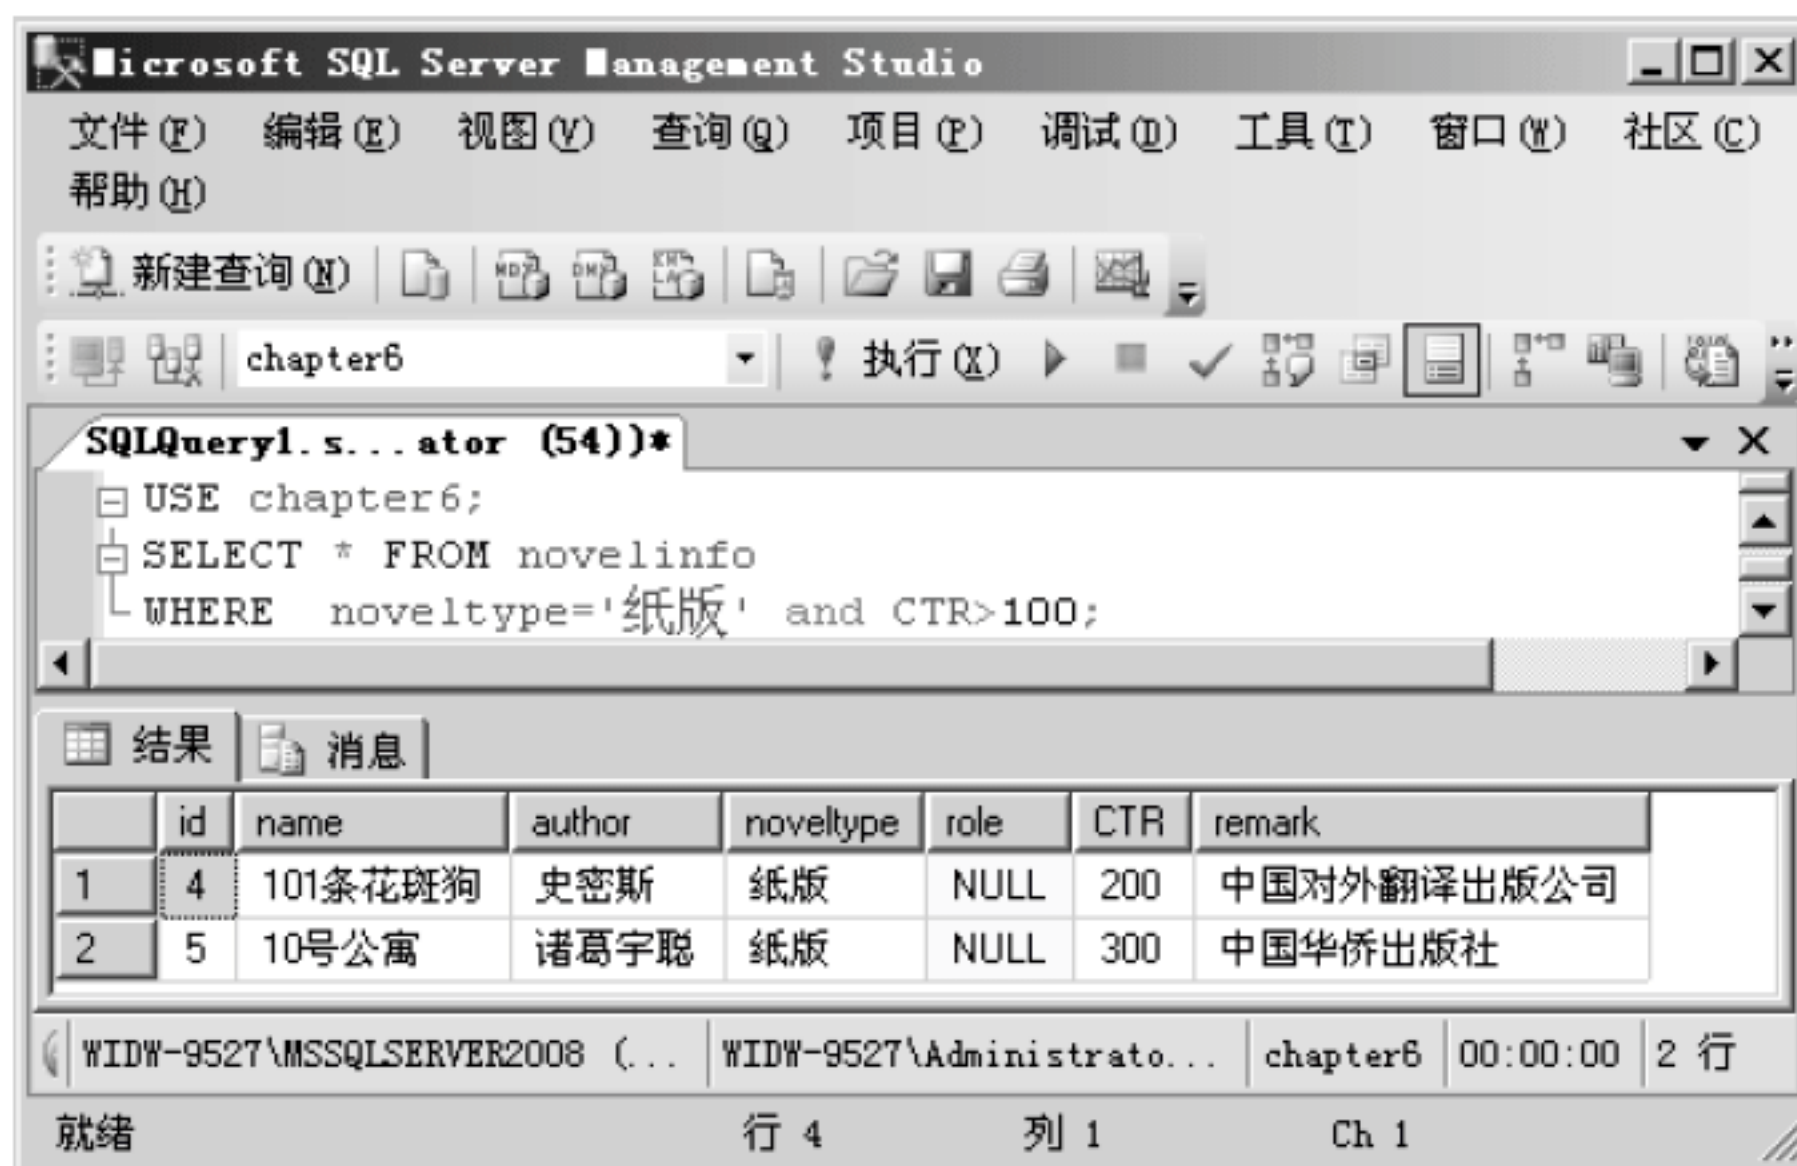 Microsoft SQL Server Management Studio
文件(F) 编辑(E) 视图(V) 查询(Q) 项目(P) 调试(D) 工具(T) 窗口(W) 社区(C)
帮助(H)
新建查询(N)
chapter6 执行(X)
SQLQuery1.s...ator (54))*
USE chapter6;
SELECT * FROM novelinfo
WHERE noveltype='纸版' and CTR>100;
结果 消息
id name author noveltype role CTR remark
1 4 101条花斑狗 史密斯 纸版 NULL 200 中国对外翻译出版公司
2 5 10号公寓 诸葛宇聪 纸版 NULL 300 中国华侨出版社
WIDW-9527\MSSQLSERVER2008 (... WIDW-9527\Administrato... chapter6 00:00:00 2 行
就绪 行 4 列 1 Ch 1